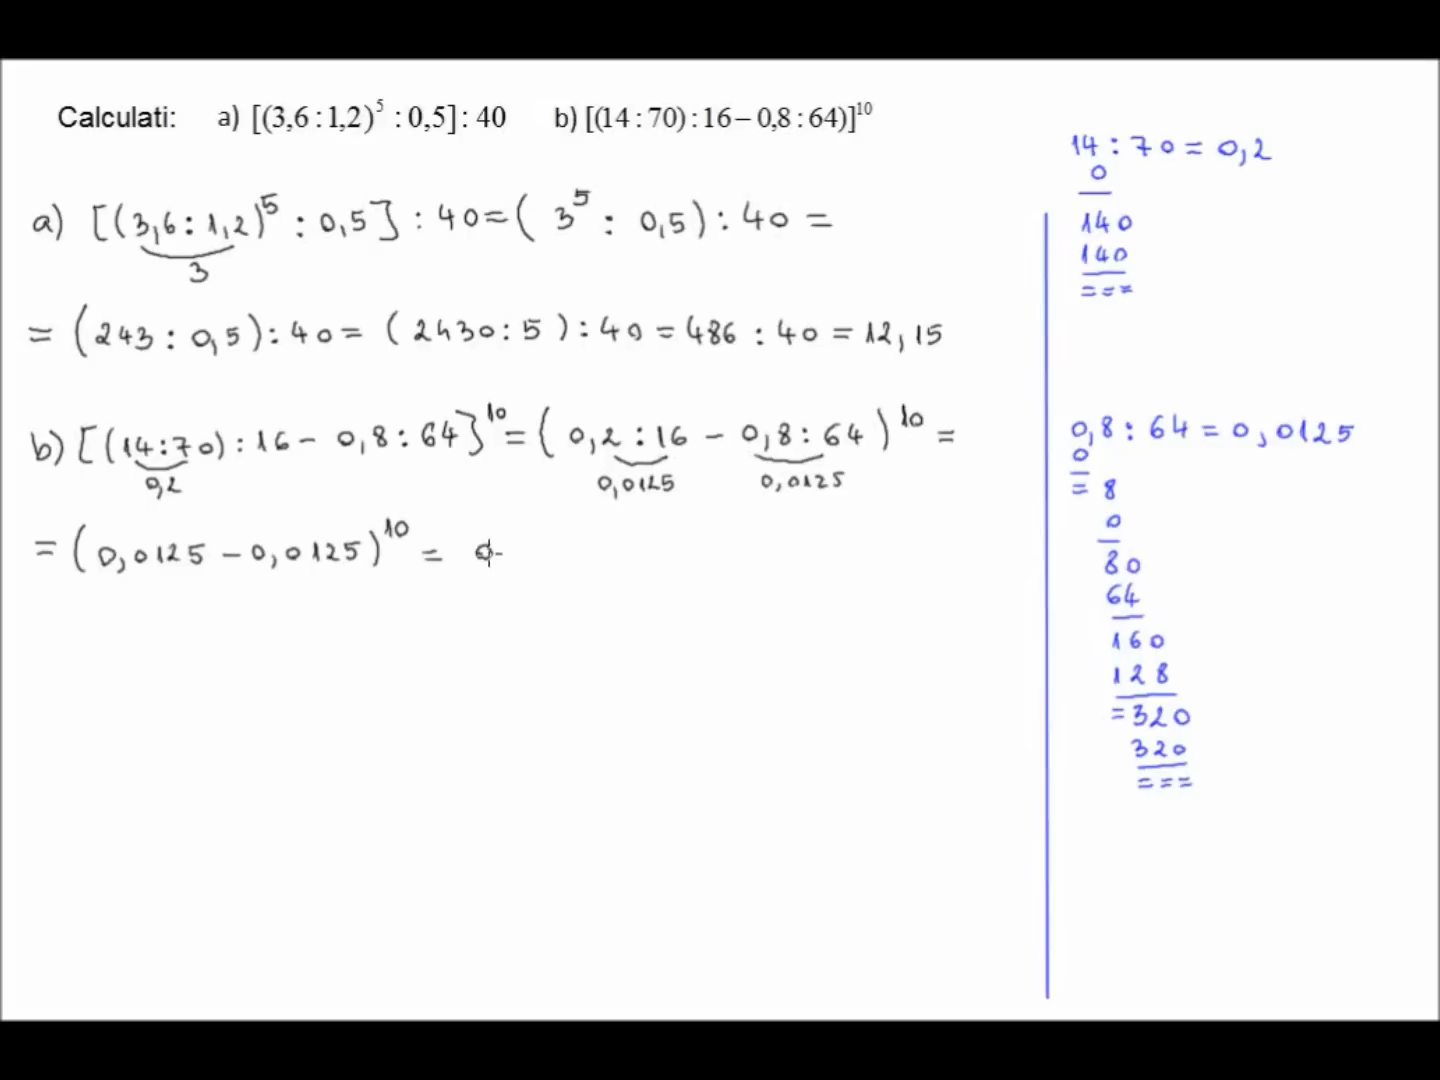 Calculati: a) [(3,6 : 1,2)⁵ : 0,5] : 40 b) [(14 : 70) : 16 – 0,8 : 64)]¹⁰
a) [(3,6 : 1,2)⁵ : 0,5] : 40 = ( 3⁵ : 0,5) : 40 =
3
= (243 : 0,5) : 40 = (2430 : 5) : 40 = 486 : 40 = 12,15
b) [(14:70) : 16 – 0,8 : 64]¹⁰ = (0,2 : 16 – 0,8 : 64)¹⁰ =
0,2 0,0125 0,0125
= (0,0125 – 0,0125)¹⁰ = 0
14 : 70 = 0,2
0
140
140
===
0,8 : 64 = 0,0125
0
= 8
0
80
64
160
128
=320
320
===